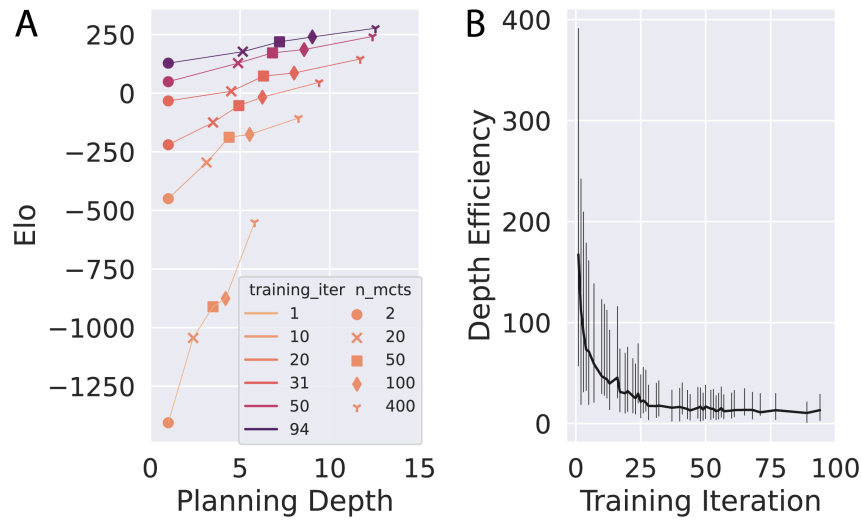 A
250
0
−250
−500
−750
−1000
−1250
Elo
0 5 10 15
Planning Depth
training_iter n_mcts
1 2
10 20
20 50
31 100
50 400
94
B
400
300
200
100
0
Depth Efficiency
0 25 50 75 100
Training Iteration